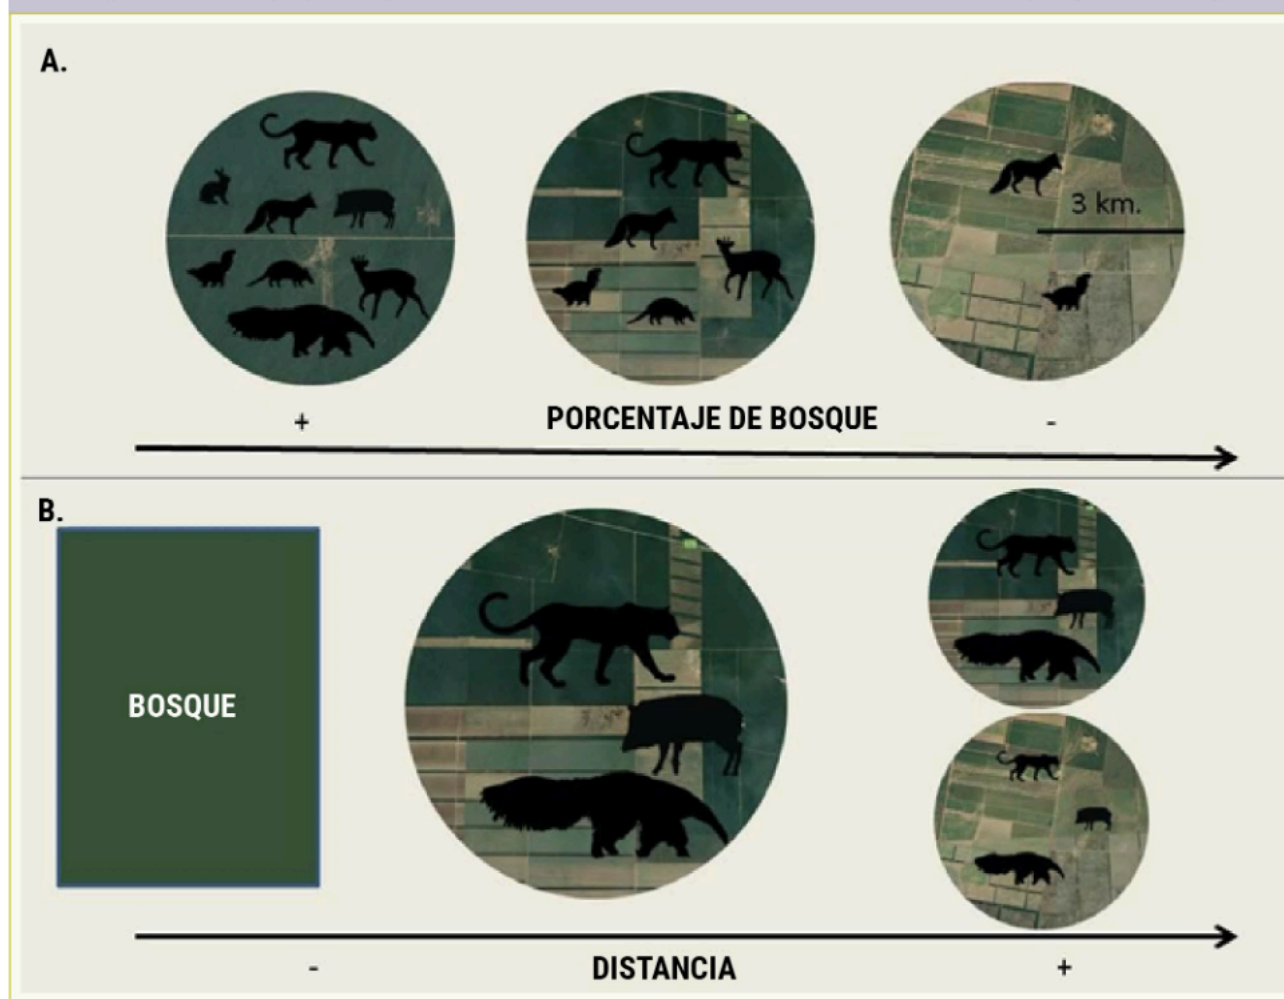 A.
3 km.
+ PORCENTAJE DE BOSQUE -
B.
BOSQUE
- DISTANCIA +